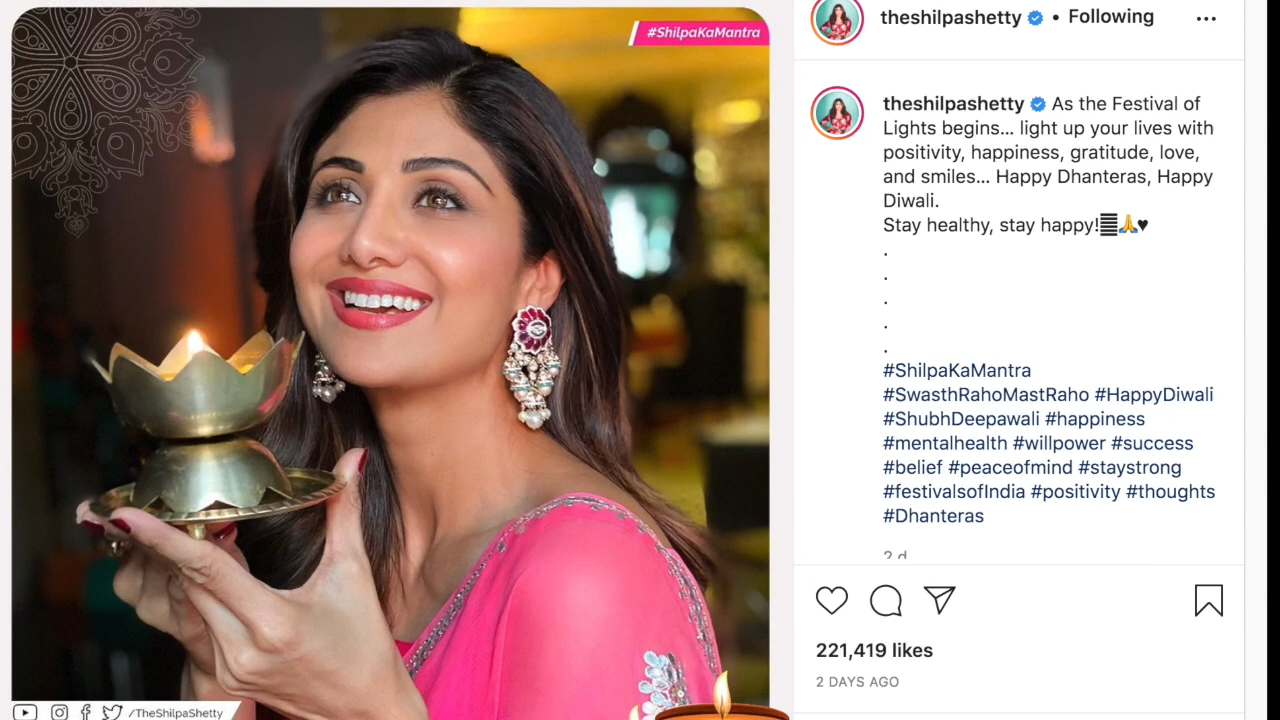 #ShilpaKaMantra
/TheShilpaShetty
theshilpashetty • Following
theshilpashetty As the Festival of
Lights begins... light up your lives with
positivity, happiness, gratitude, love,
and smiles... Happy Dhanteras, Happy
Diwali.
Stay healthy, stay happy!🙏♥
.
.
.
.
.
#ShilpaKaMantra
#SwasthRahoMastRaho #HappyDiwali
#ShubhDeepawali #happiness
#mentalhealth #willpower #success
#belief #peaceofmind #staystrong
#festivalsofIndia #positivity #thoughts
#Dhanteras
2 d
221,419 likes
2 DAYS AGO